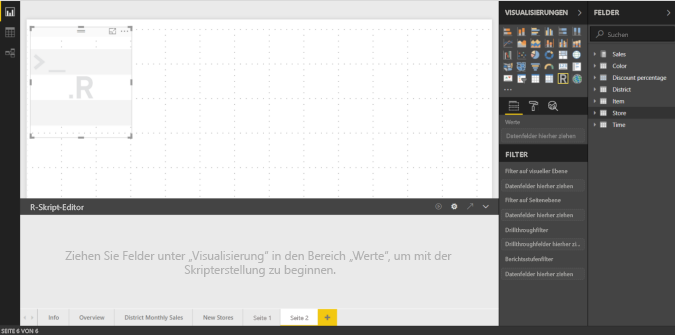 VISUALISIERUNGEN
FELDER
Suchen
Sales
Color
Discount percentage
District
Item
Store
Time
>_
.R
R
Werte
Datenfelder hierher ziehen
FILTER
Filter auf visueller Ebene
Datenfelder hierher ziehen
Filter auf Seitenebene
Datenfelder hierher ziehen
Drillthroughfilter
Drillthroughfelder hierher zi...
Berichtsstufenfilter
Datenfelder hierher ziehen
R-Skript-Editor
Ziehen Sie Felder unter „Visualisierung“ in den Bereich „Werte“, um mit der
Skripterstellung zu beginnen.
Info
Overview
District Monthly Sales
New Stores
Seite 1
Seite 2
+
SEITE 6 VON 6